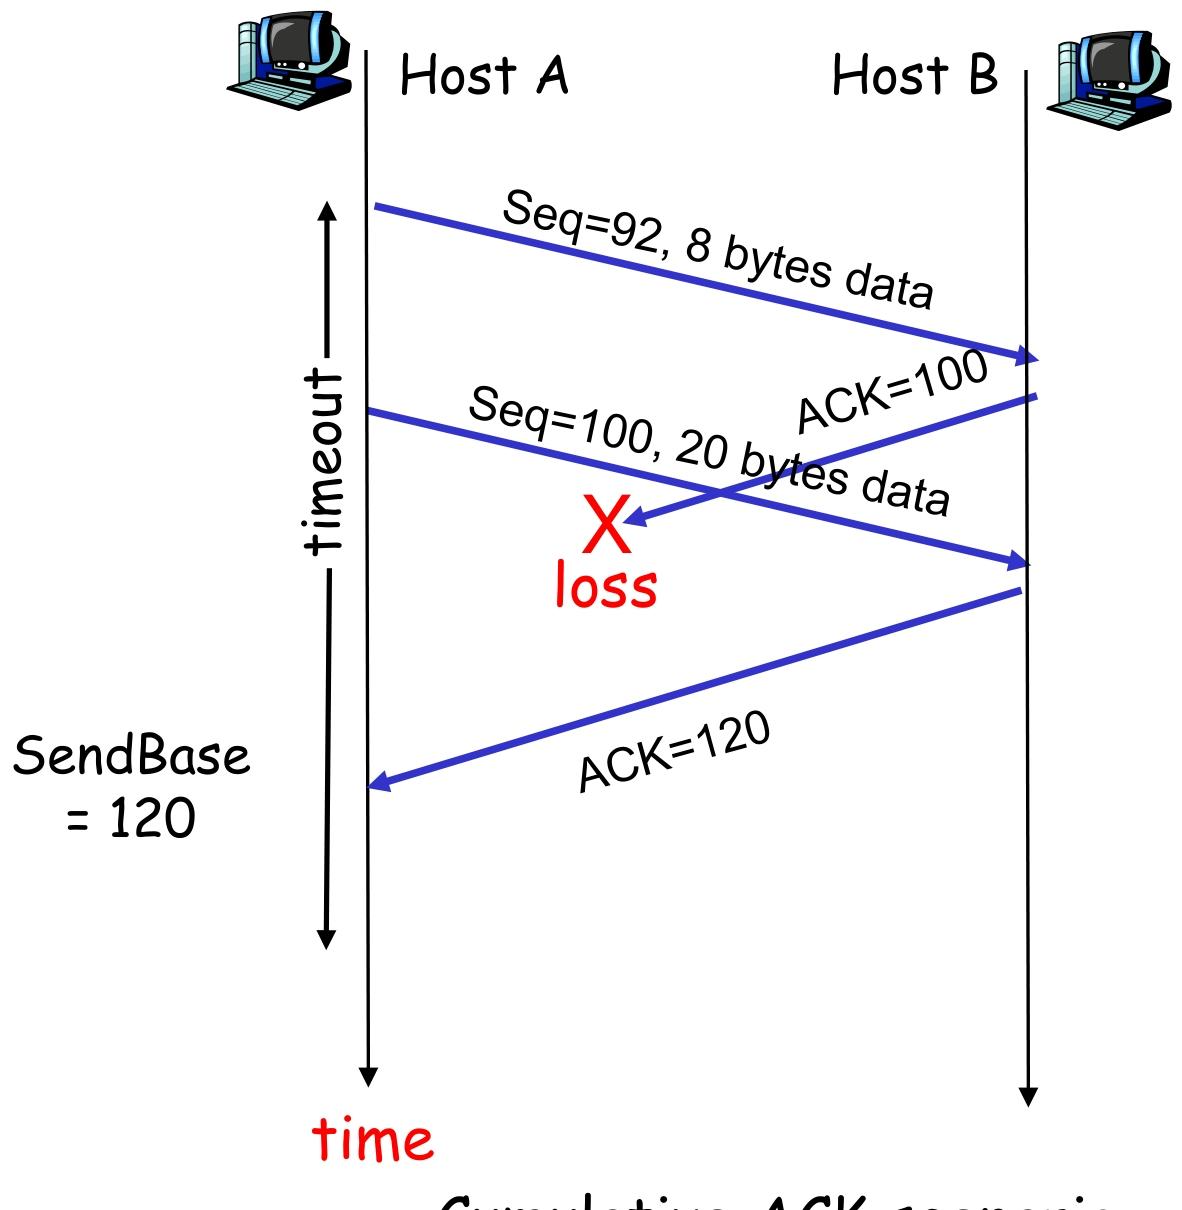 Host A
Host B
Seq=92, 8 bytes data
ACK=100
Seq=100, 20 bytes data
timeout
X
loss
ACK=120
SendBase
= 120
time
Cumulative ACK scenario